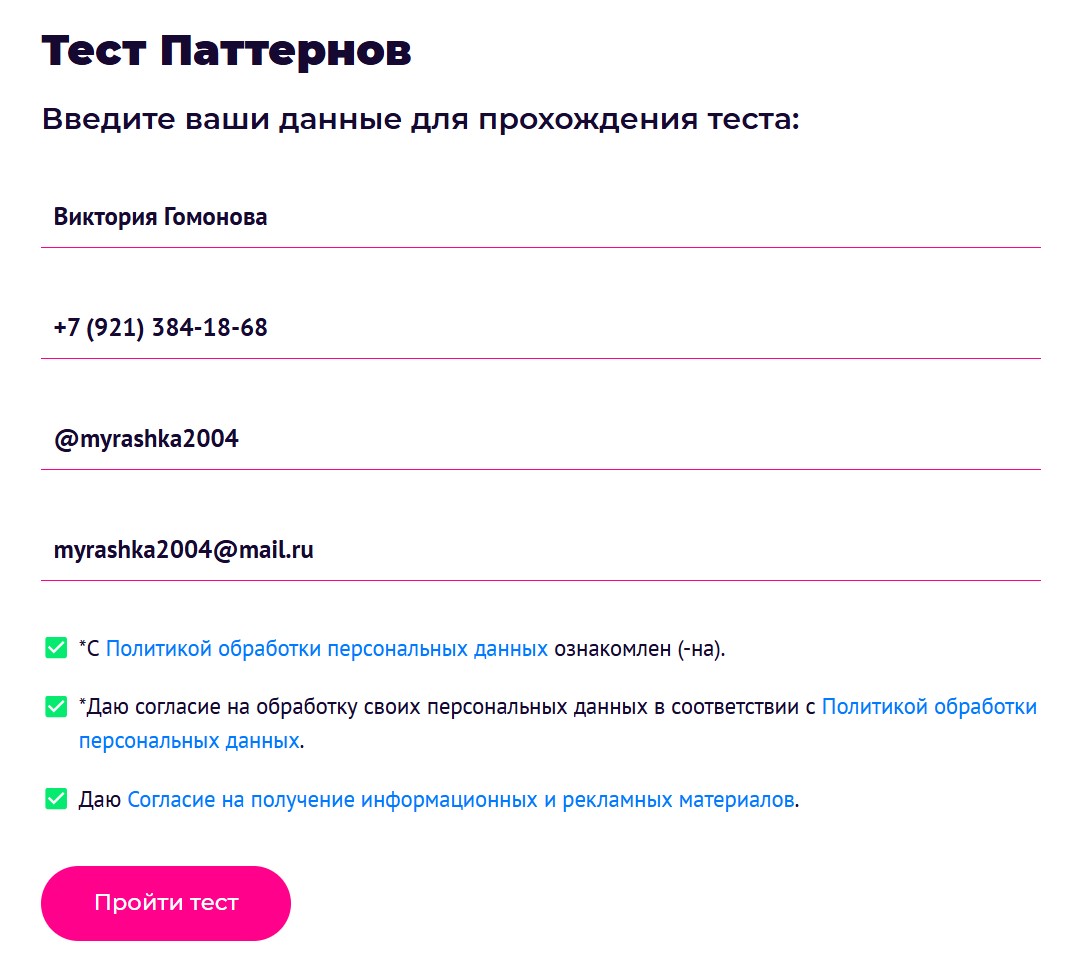 Тест Паттернов
Введите ваши данные для прохождения теста:
Виктория Гомонова
+7 (921) 384-18-68
@myrashka2004
myrashka2004@mail.ru
*С Политикой обработки персональных данных ознакомлен (-на).
*Даю согласие на обработку своих персональных данных в соответствии с Политикой обработки
персональных данных.
Даю Согласие на получение информационных и рекламных материалов.
Пройти тест